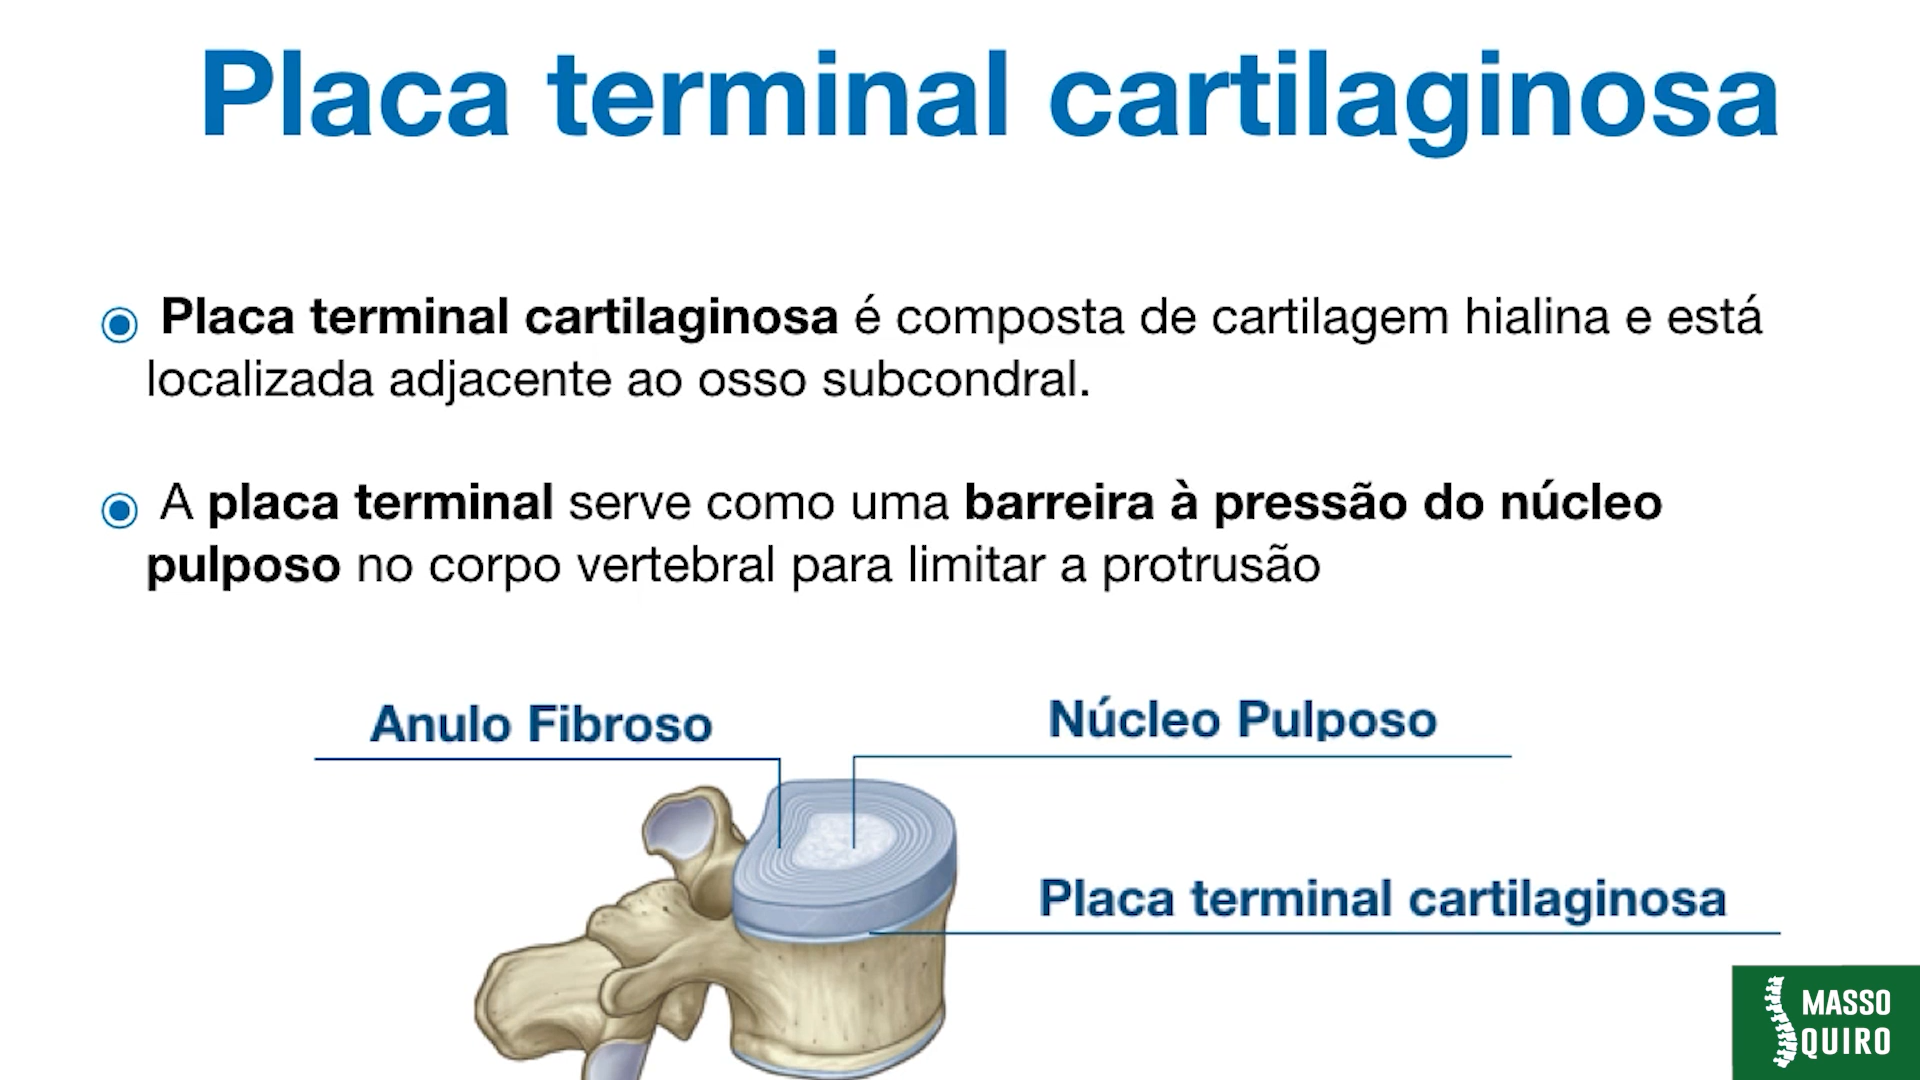 Placa terminal cartilaginosa
Placa terminal cartilaginosa é composta de cartilagem hialina e está
localizada adjacente ao osso subcondral.
A placa terminal serve como uma barreira à pressão do núcleo
pulposo no corpo vertebral para limitar a protrusão
Anulo Fibroso
Núcleo Pulposo
Placa terminal cartilaginosa
MASSO
QUIRO